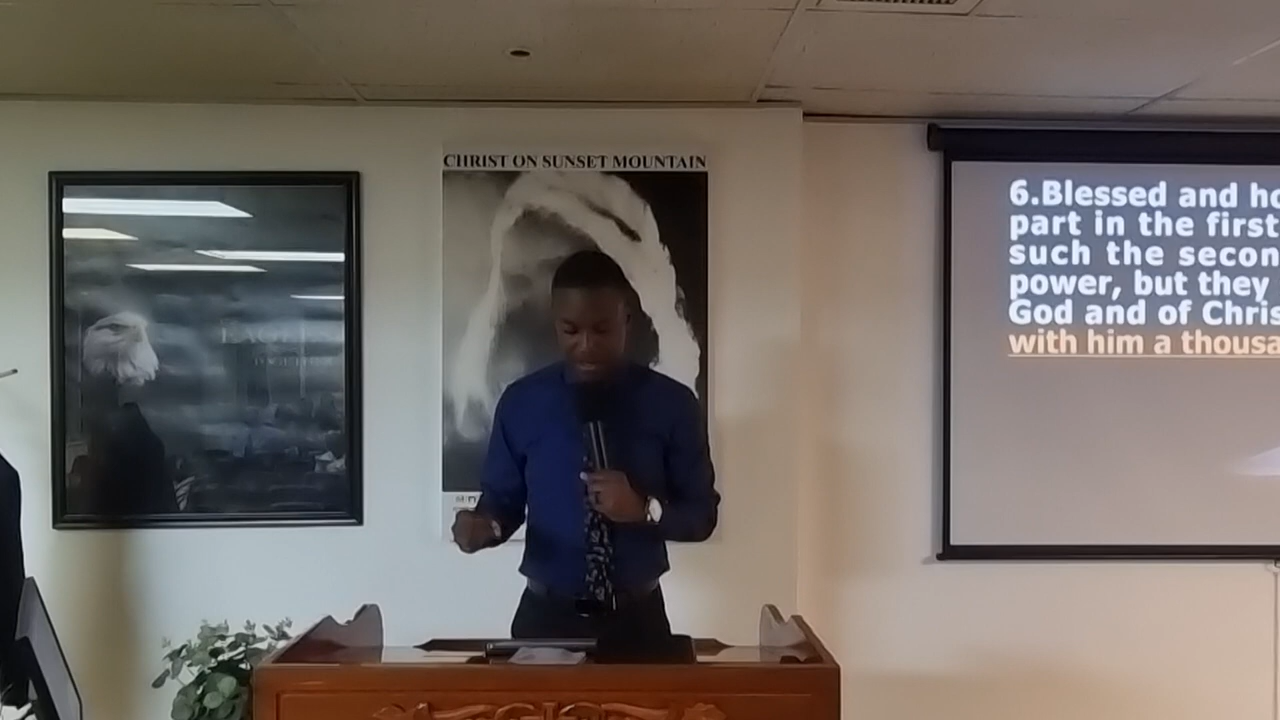 CHRIST ON SUNSET MOUNTAIN
6.Blessed and ho
part in the first
such the secon
power, but they
God and of Chris
with him a thousa